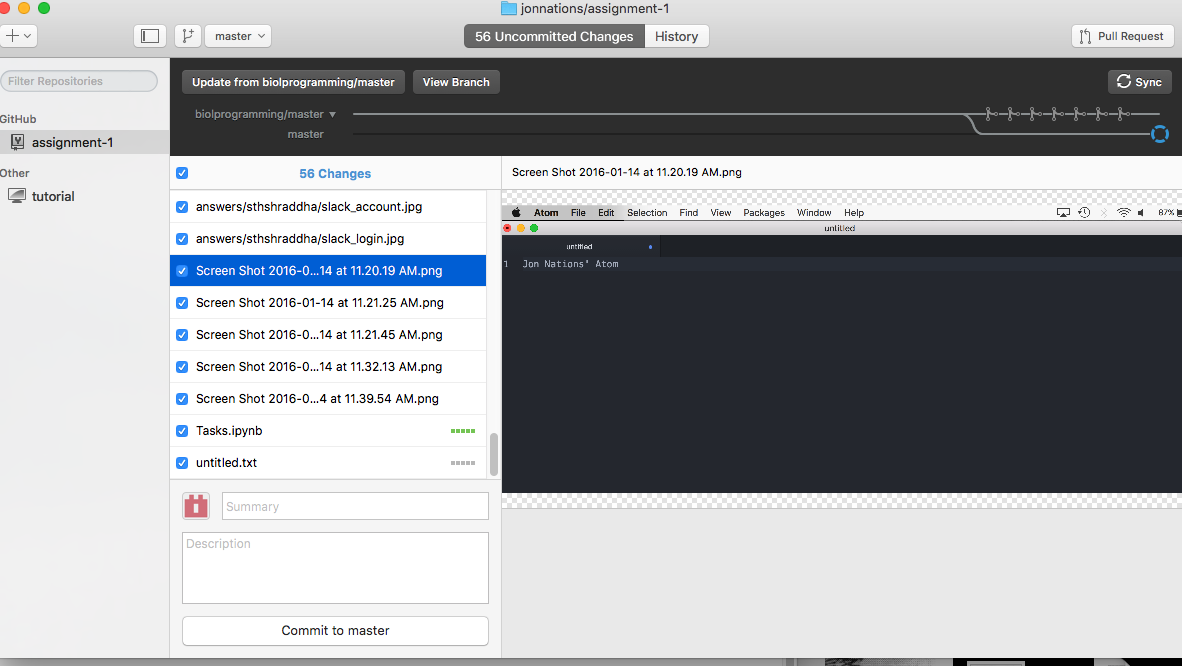 jonnations/assignment-1
master
56 Uncommitted Changes
History
Pull Request
Filter Repositories
GitHub
assignment-1
Other
tutorial
Update from biolprogramming/master
View Branch
Sync
biolprogramming/master
master
56 Changes
answers/sthshraddha/slack_account.jpg
answers/sthshraddha/slack_login.jpg
Screen Shot 2016-0...14 at 11.20.19 AM.png
Screen Shot 2016-01-14 at 11.21.25 AM.png
Screen Shot 2016-0...14 at 11.21.45 AM.png
Screen Shot 2016-0...14 at 11.32.13 AM.png
Screen Shot 2016-0...4 at 11.39.54 AM.png
Tasks.ipynb
untitled.txt
Summary
Description
Commit to master
Screen Shot 2016-01-14 at 11.20.19 AM.png
Atom File Edit Selection Find View Packages Window Help 87%
untitled
untitled
1 Jon Nations" Atom